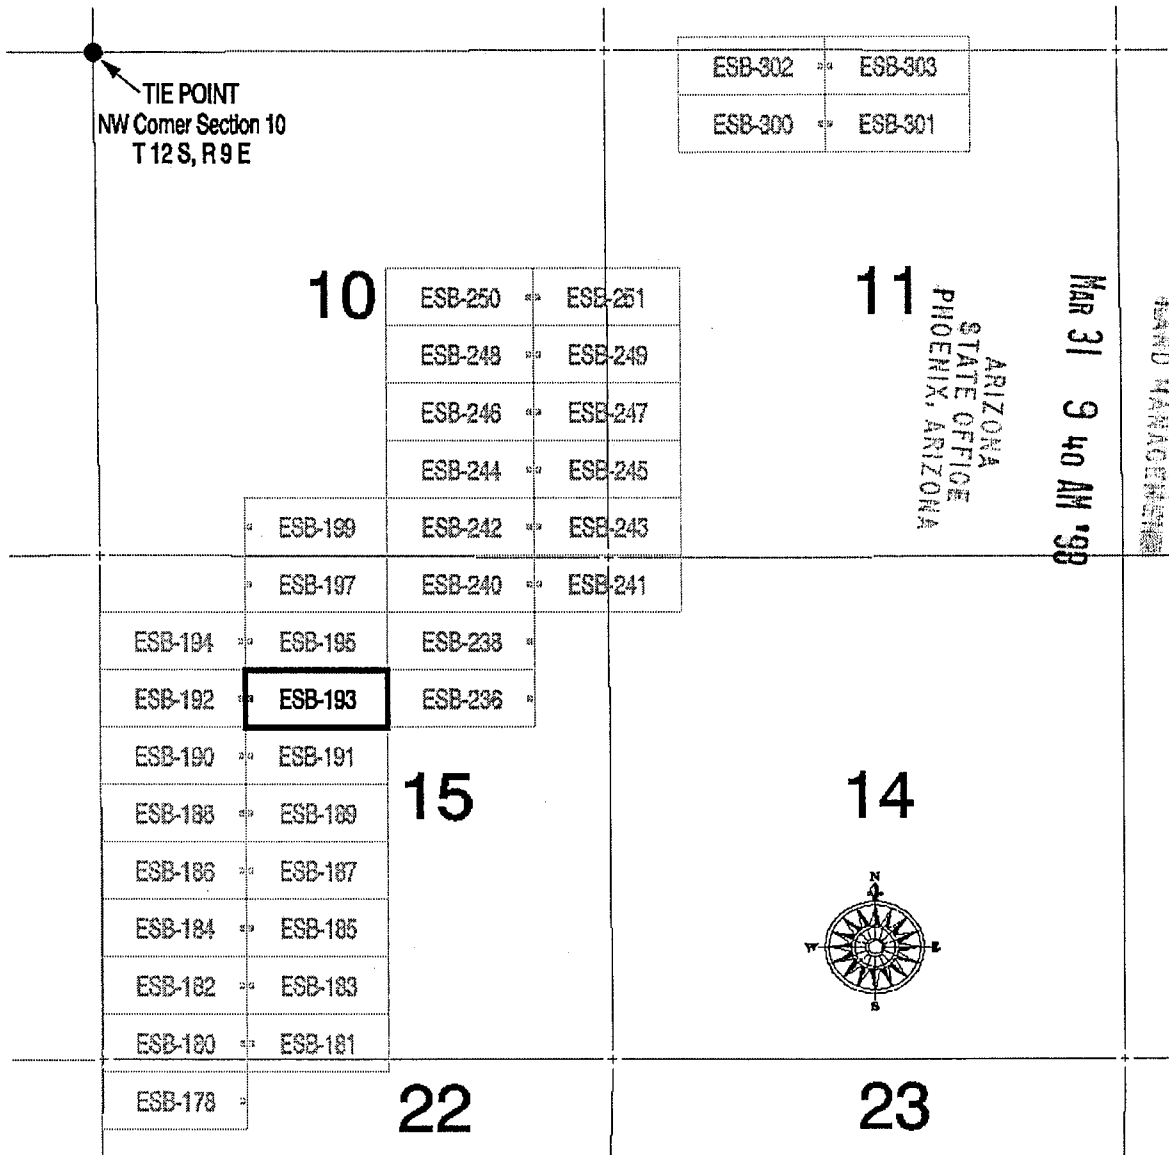 TIE POINT
NW Corner Section 10
T 12 S, R 9 E
ESB-302 ESB-303
ESB-300 ESB-301
10
11
ESB-250 ESB-251
ESB-248 ESB-249
ESB-246 ESB-247
ESB-244 ESB-245
ESB-199 ESB-242 ESB-243
ESB-197 ESB-240 ESB-241
ESB-194 ESB-195 ESB-238
ESB-192 ESB-193 ESB-236
ESB-190 ESB-191
ESB-188 ESB-189
ESB-186 ESB-187
ESB-184 ESB-185
ESB-182 ESB-183
ESB-180 ESB-181
ESB-178
15
14
22
23
N
W E
S
ARIZONA
STATE OFFICE
PHOENIX, ARIZONA
MAR 31 9 40 AM '98
LAND MANAGEMENT